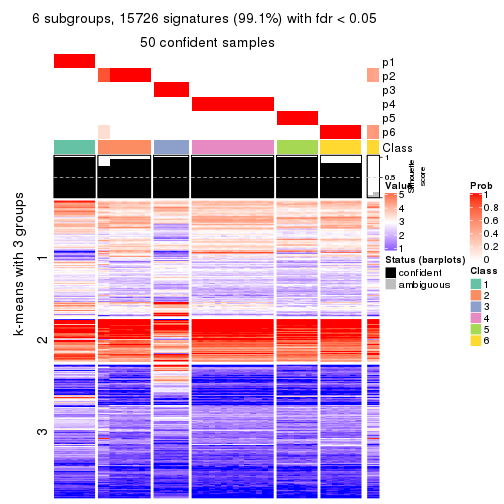 6 subgroups, 15726 signatures (99.1%) with fdr < 0.05
50 confident samples
p1
p2
p3
p4
p5
p6
Class
1
0.5
Silhouette
score
k-means with 3 groups
1
2
3
Value
5
4
3
2
1
Status (barplots)
confident
ambiguous
Prob
1
0.8
0.6
0.4
0.2
0
Class
1
2
3
4
5
6